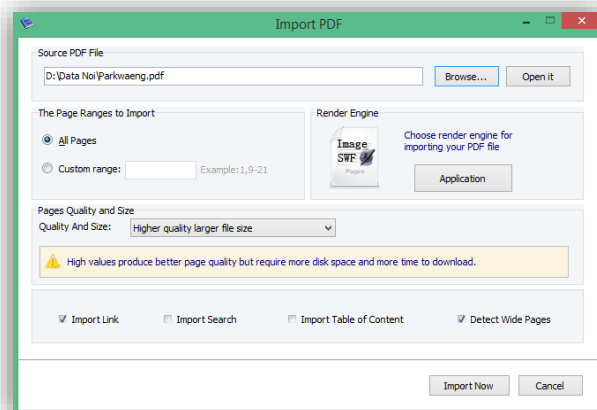 Import PDF
Source PDF File
D:\Data Noi\Parkwaeng.pdf
Browse...
Open it
The Page Ranges to Import
All Pages
Custom range:
Example:1,9-21
Render Engine
Image
SWF
Pages
Choose render engine for
importing your PDF file
Application
Pages Quality and Size
Quality And Size:
Higher quality larger file size
High values produce better page quality but require more disk space and more time to download.
Import Link
Import Search
Import Table of Content
Detect Wide Pages
Import Now
Cancel